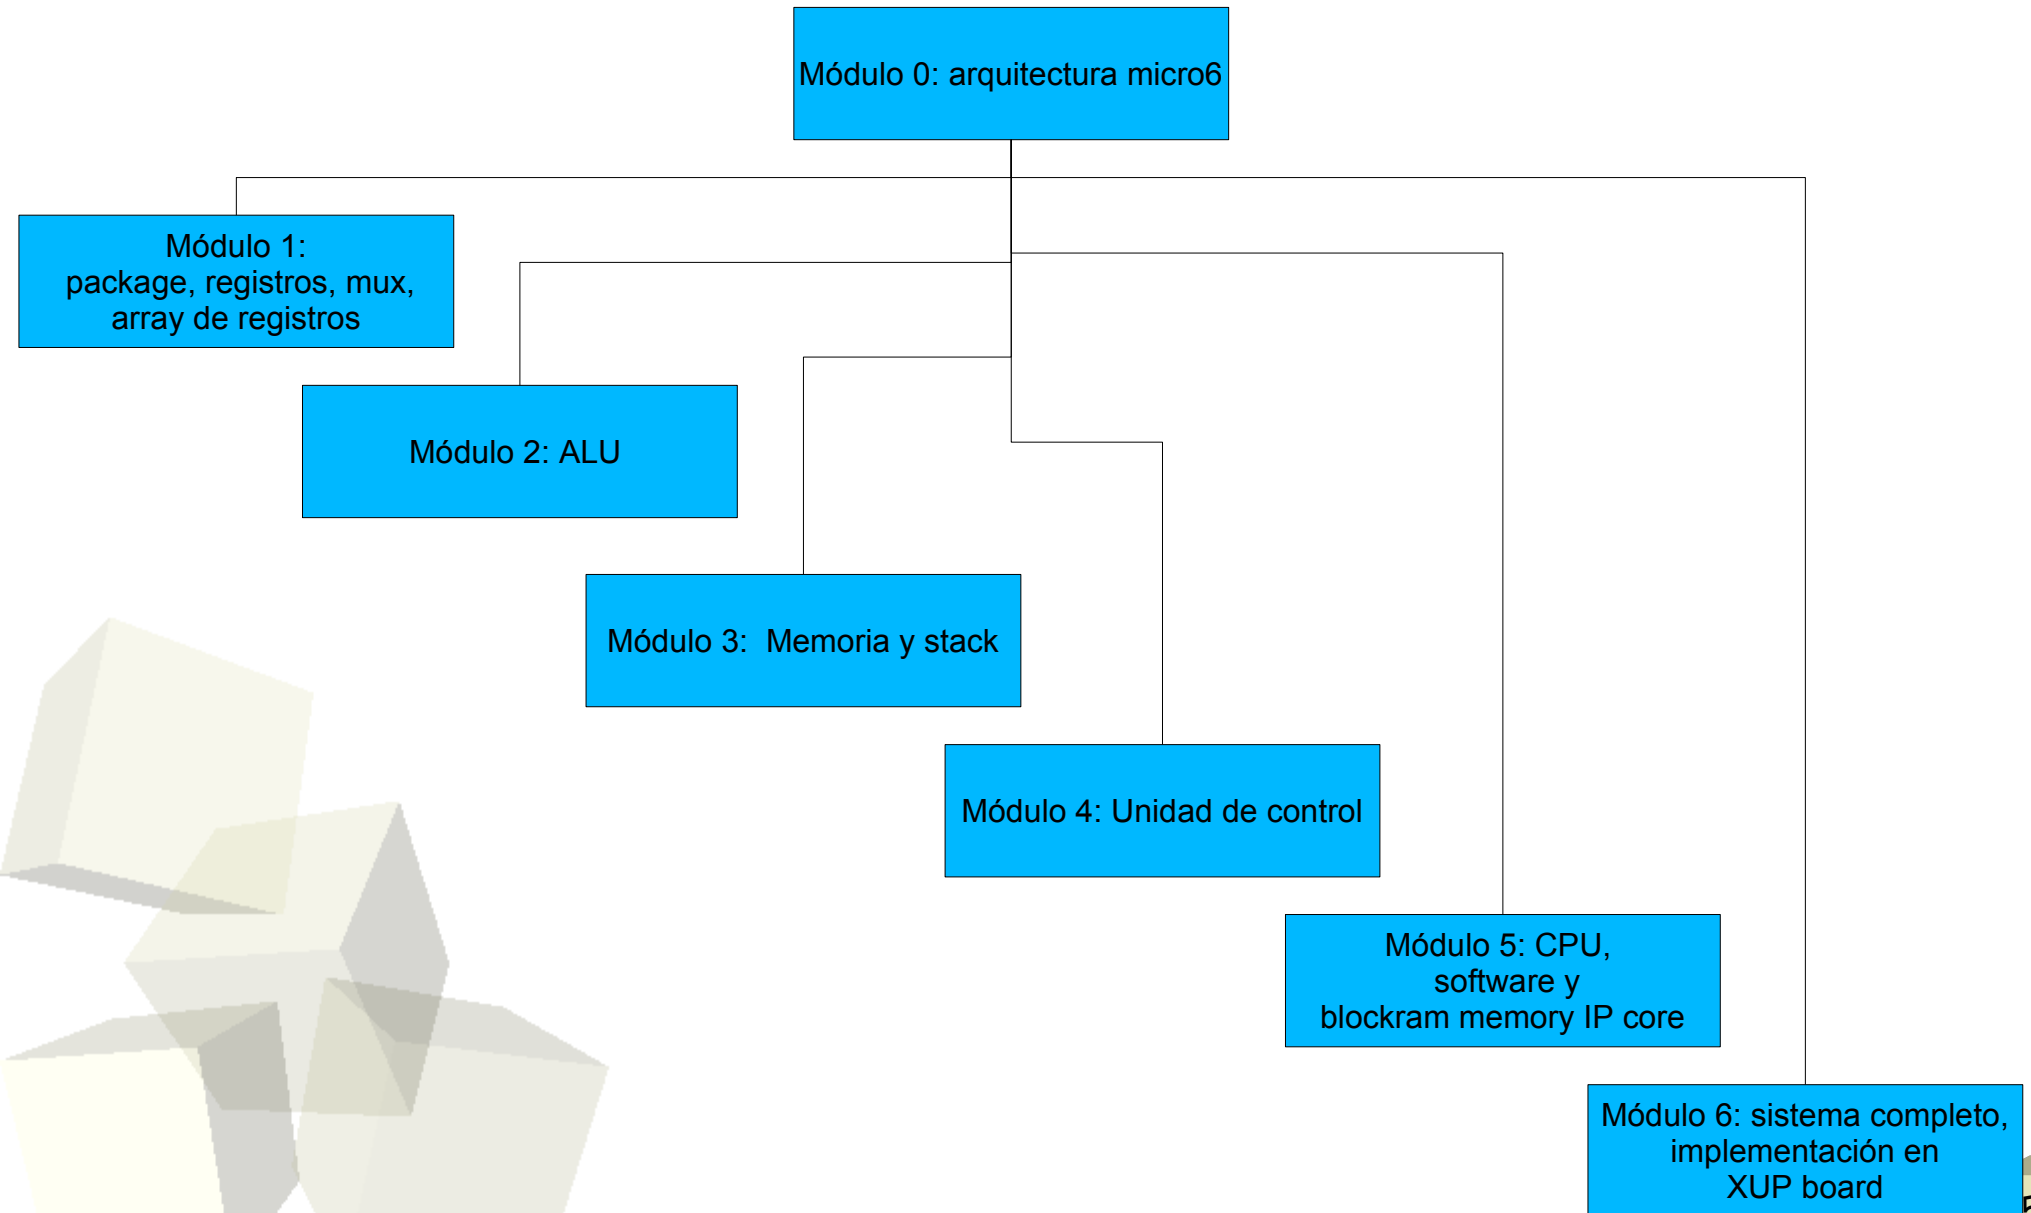 Módulo 0: arquitectura micro6
Módulo 1:
package, registros, mux,
array de registros
Módulo 2: ALU
Módulo 3:  Memoria y stack
Módulo 4: Unidad de control
Módulo 5: CPU,
software y
blockram memory IP core
Módulo 6: sistema completo,
implementación en
XUP board